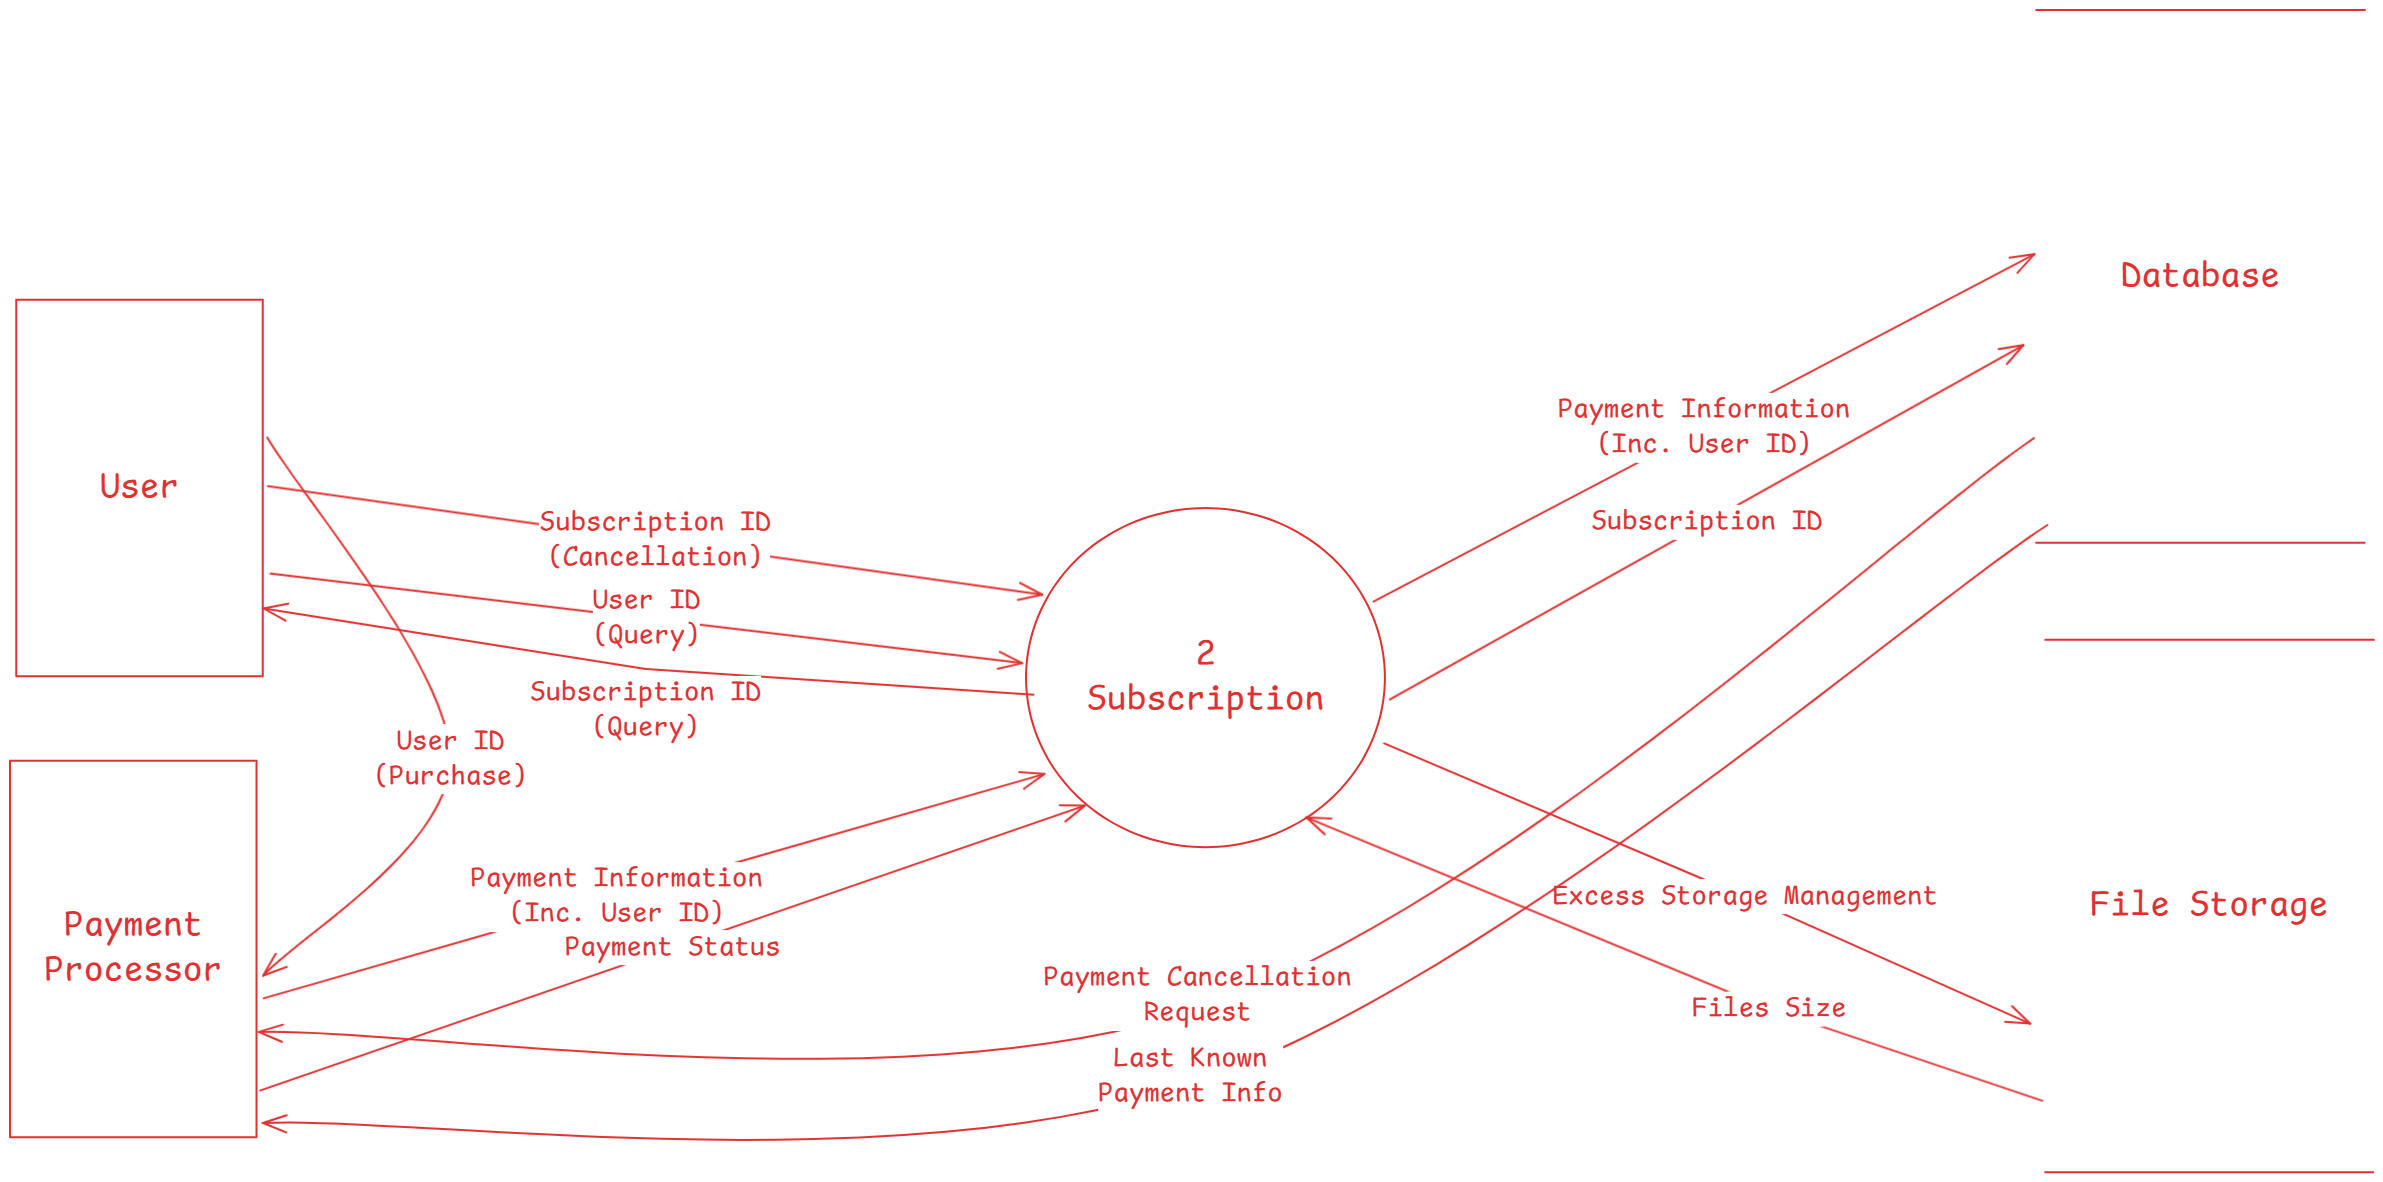 Database
Payment Information
(Inc. User ID)
User
Subscription ID
(Cancellation)
Subscription ID
User ID
(Query)
2
Subscription
Subscription ID
(Query)
User ID
(Purchase)
Payment Information
(Inc. User ID)
Payment Status
Payment
Processor
Excess Storage Management
File Storage
Payment Cancellation
Request
Files Size
Last Known
Payment Info